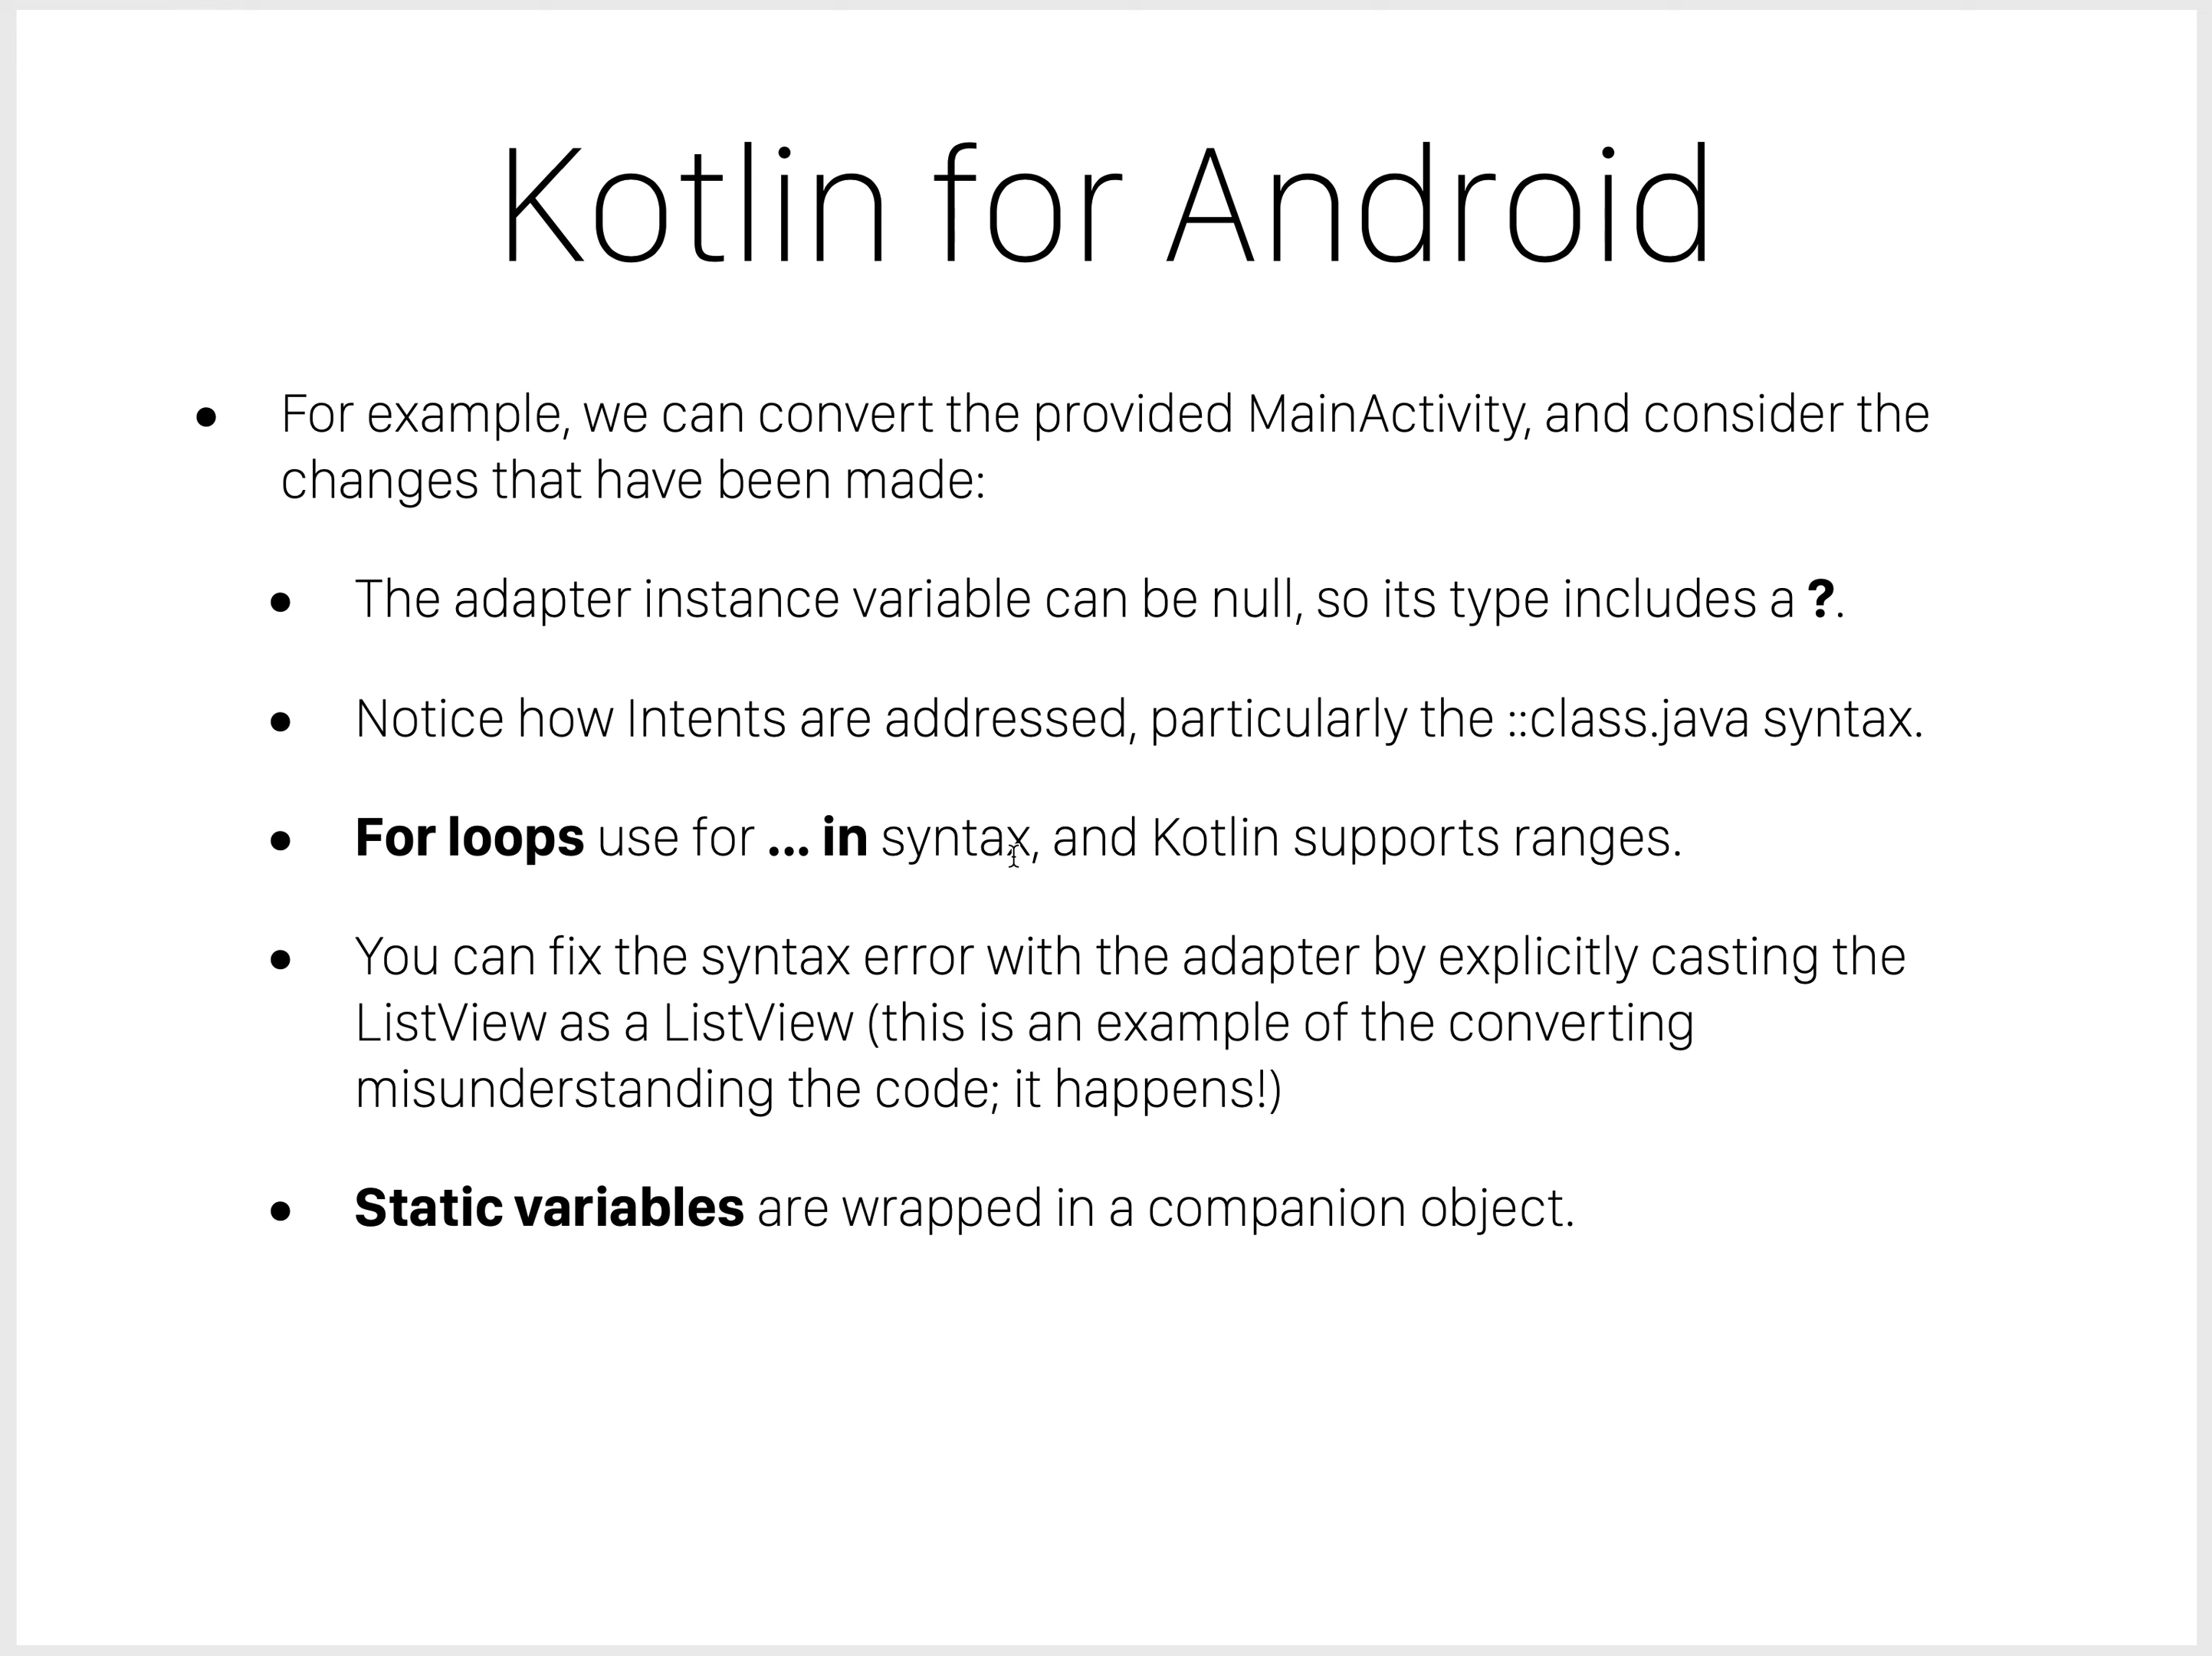 Kotlin for Android
• For example, we can convert the provided MainActivity, and consider the
changes that have been made:
• The adapter instance variable can be null, so its type includes a ?.
• Notice how Intents are addressed, particularly the ::class.java syntax.
• For loops use for ... in syntax, and Kotlin supports ranges.
• You can fix the syntax error with the adapter by explicitly casting the
ListView as a ListView (this is an example of the converting
misunderstanding the code; it happens!)
• Static variables are wrapped in a companion object.